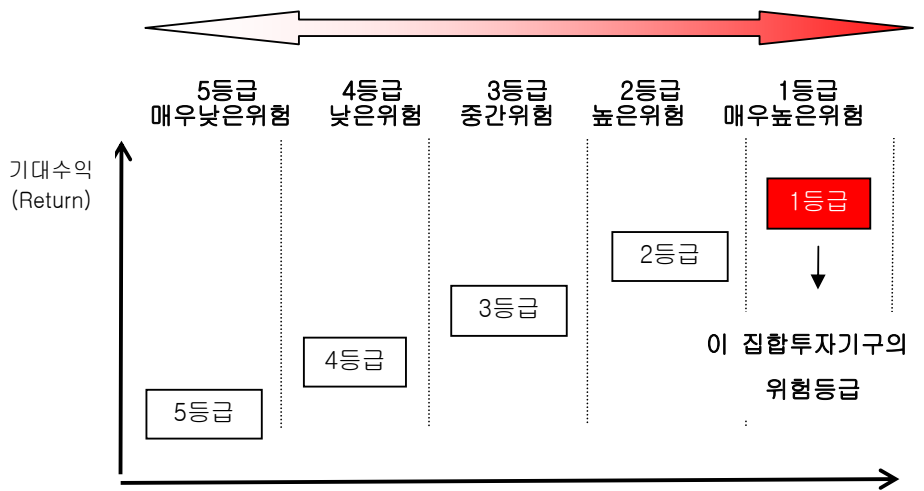 5등급
매우낮은위험
4등급
낮은위험
3등급
중간위험
2등급
높은위험
1등급
매우높은위험
기대수익
(Return)
1등급
2등급
3등급
4등급
5등급
이 집합투자기구의
위험등급